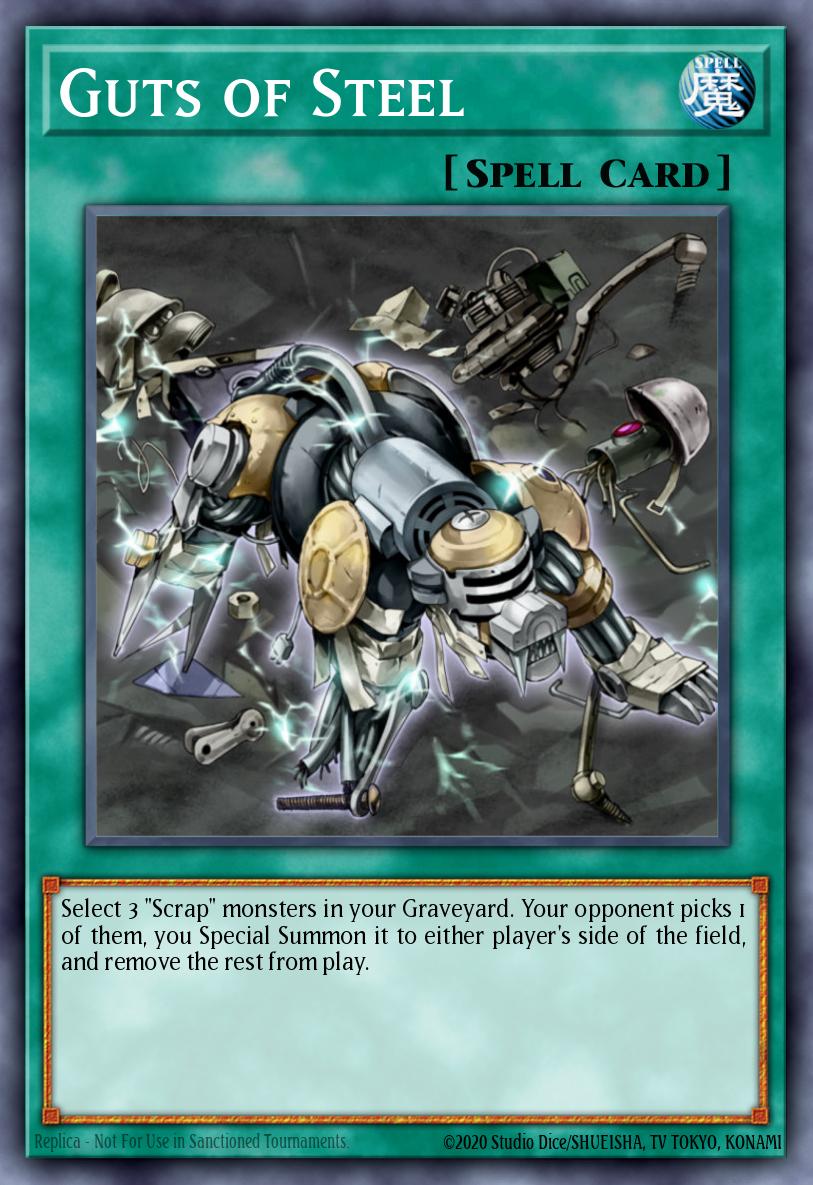 Guts of Steel
SPELL
魔
[ Spell Card ]
Select 3 "Scrap" monsters in your Graveyard. Your opponent picks 1
of them, you Special Summon it to either player's side of the field,
and remove the rest from play.
Replica - Not For Use in Sanctioned Tournaments.
©2020 Studio Dice/SHUEISHA, TV TOKYO, KONAMI